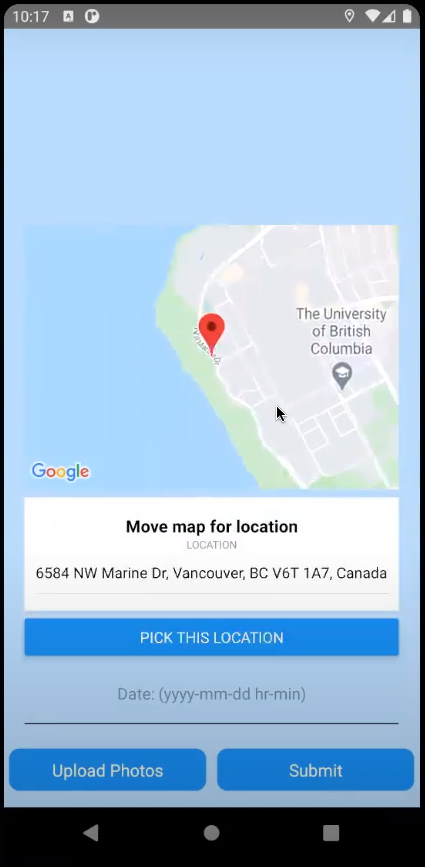 10:17
A
The University
of British
Columbia
Google
Move map for location
LOCATION
6584 NW Marine Dr, Vancouver, BC V6T 1A7, Canada
PICK THIS LOCATION
Date: (yyyy-mm-dd hr-min)
Upload Photos
Submit